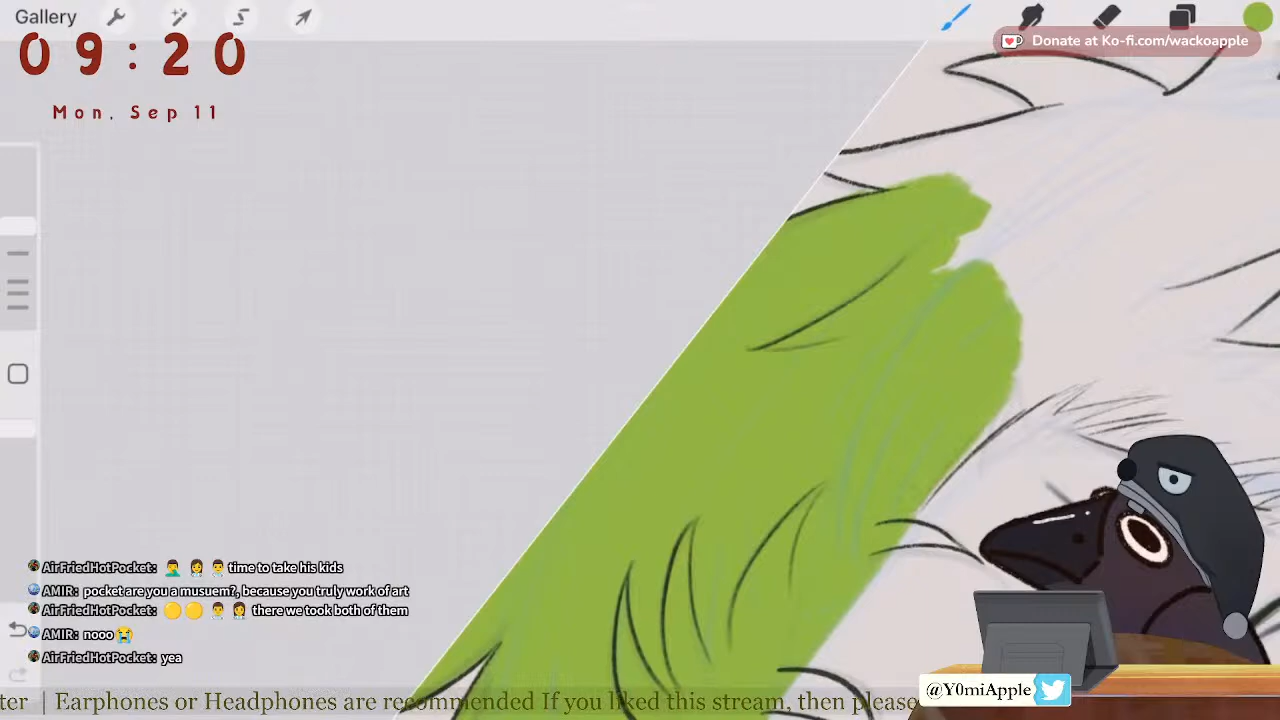 Gallery
09:20
Mon, Sep 11
Donate at Ko-fi.com/wackoapple
AirFriedHotPocket: 🤦‍♂️ 👩‍⚕️ 👨‍⚕️ time to take his kids
AMIR: pocket are you a musuem?, because you truly work of art
AirFriedHotPocket: 🟡🟡 👨‍⚕️ 👩‍⚕️ there we took both of them
AMIR: nooo 😭
AirFriedHotPocket: yea
@Y0miApple
ter | Earphones or Headphones are recommended If you liked this stream, then please